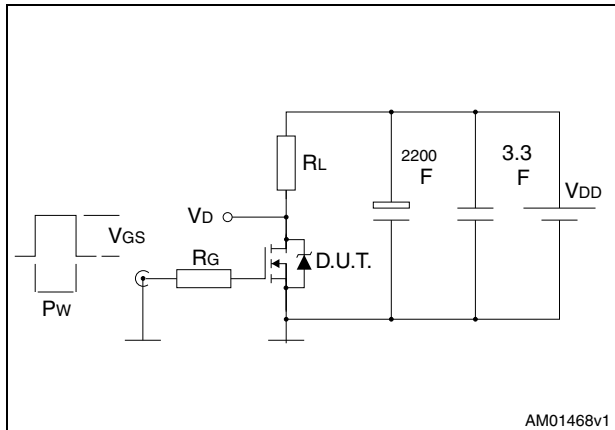 RL
2200
F
3.3
F
VDD
VD
VGS
RG
D.U.T.
PW
AM01468v1